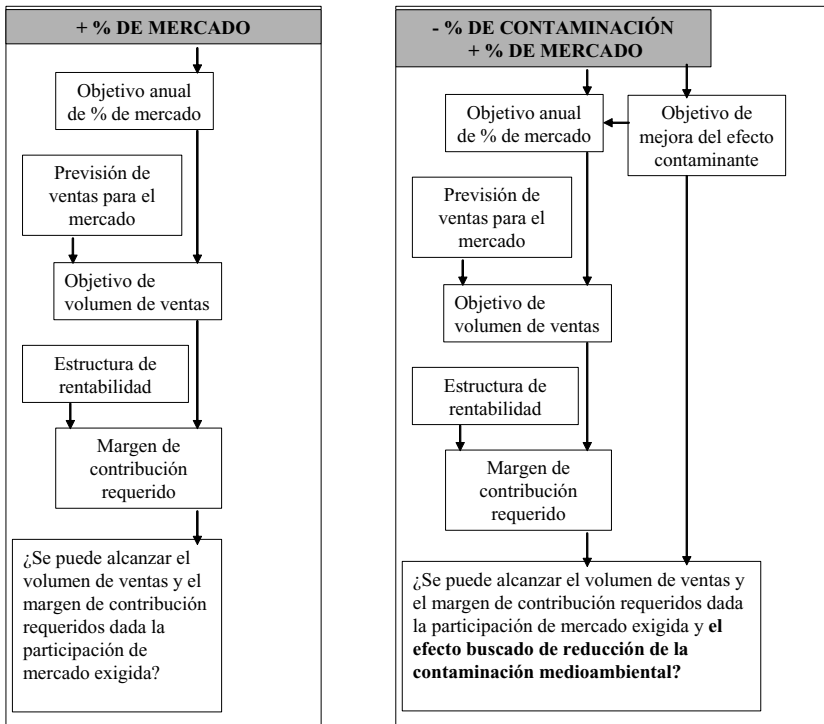 + % DE MERCADO
Objetivo anual
de % de mercado
Previsión de
ventas para el
mercado
Objetivo de
volumen de ventas
Estructura de
rentabilidad
Margen de
contribución
requerido
¿Se puede alcanzar el
volumen de ventas y el
margen de contribución
requeridos dada la
participación de
mercado exigida?
- % DE CONTAMINACIÓN
+ % DE MERCADO
Objetivo anual
de % de mercado
Objetivo de
mejora del efecto
contaminante
Previsión de
ventas para el
mercado
Objetivo de
volumen de ventas
Estructura de
rentabilidad
Margen de
contribución
requerido
¿Se puede alcanzar el volumen de ventas y
el margen de contribución requeridos dada
la participación de mercado exigida y el
efecto buscado de reducción de la
contaminación medioambiental?